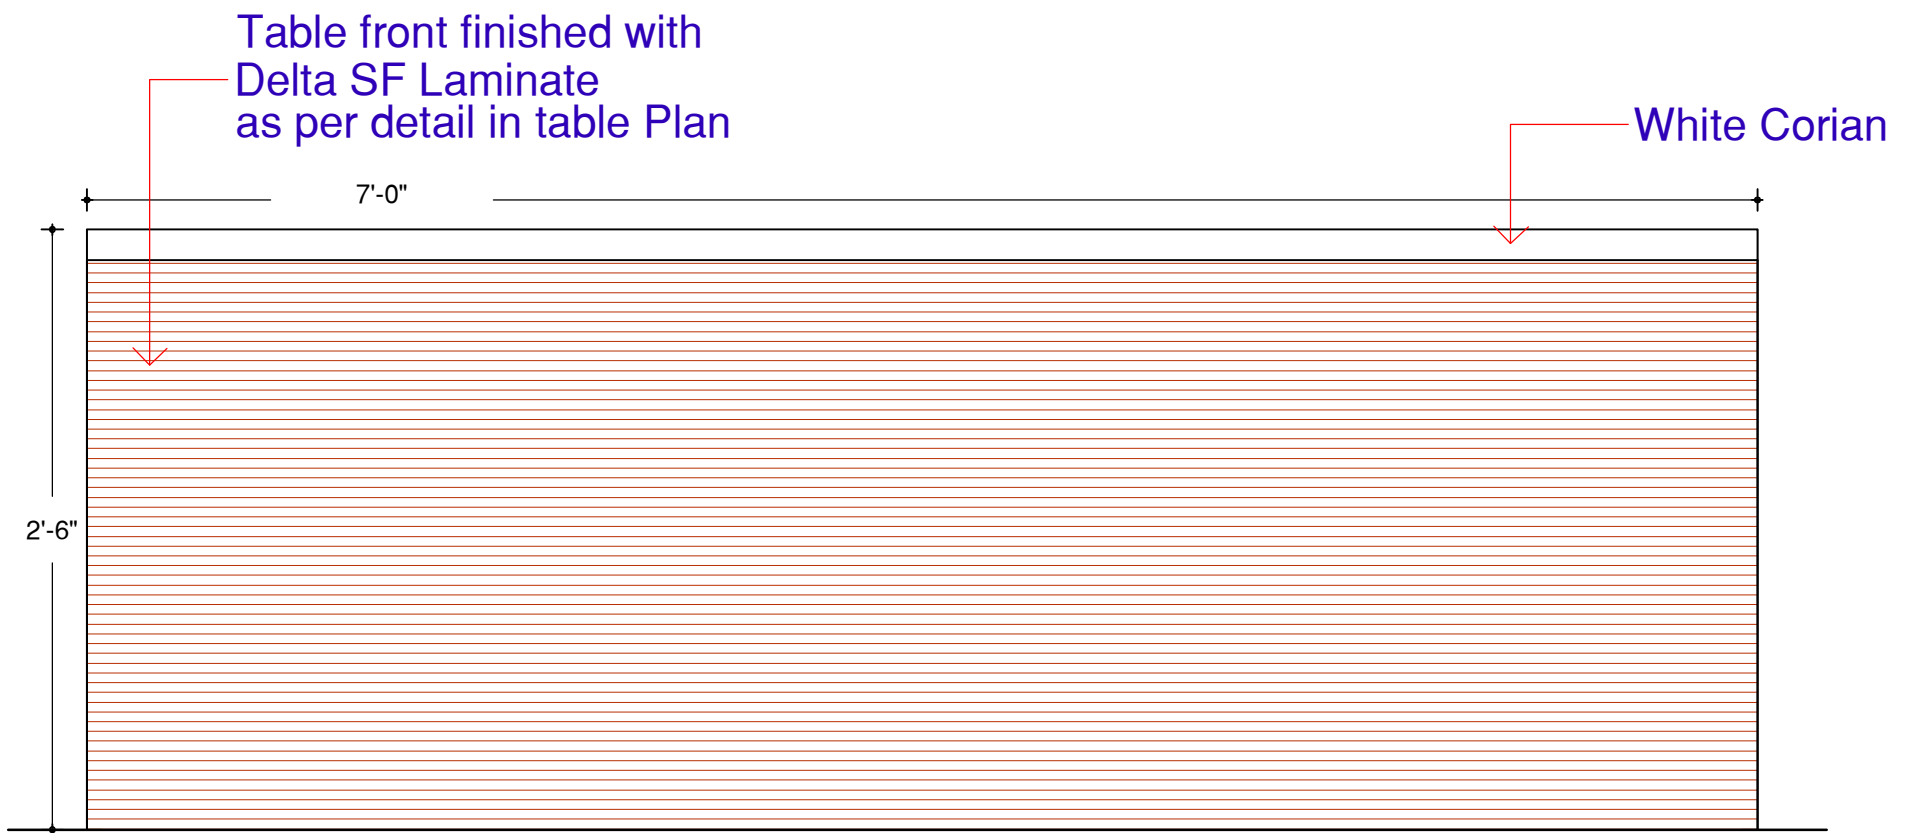 Table front finished with
Delta SF Laminate
as per detail in table Plan
White Corian
7'-0"
2'-6"